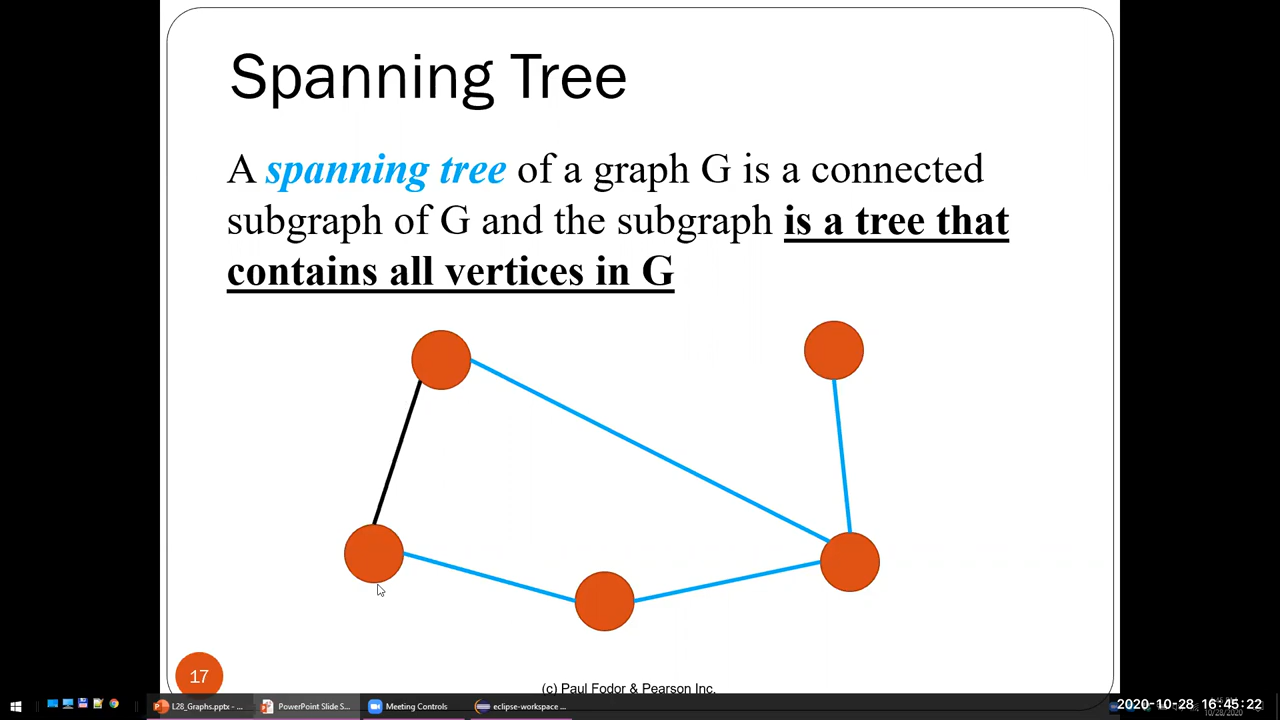 Spanning Tree
A spanning tree of a graph G is a connected
subgraph of G and the subgraph is a tree that
contains all vertices in G
17
(c) Paul Fodor & Pearson Inc.
L28_Graphs.pptx - ...
PowerPoint Slide S...
Meeting Controls
eclipse-workspace ...
2020-10-28 16:45:22